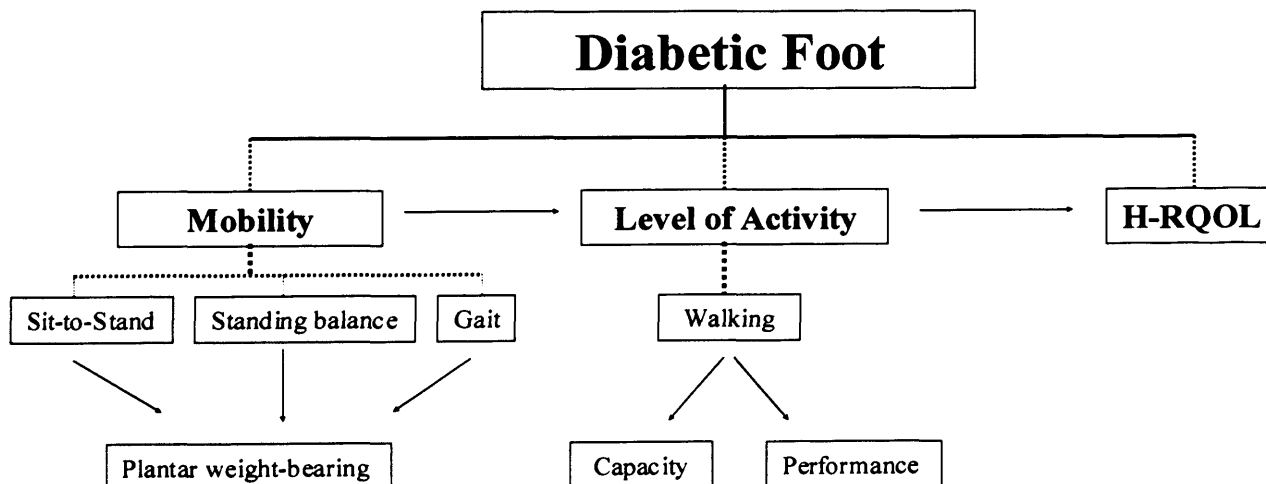 Diabetic Foot
Mobility
Level of Activity
H-RQOL
Sit-to-Stand
Standing balance
Gait
Walking
Plantar weight-bearing
Capacity
Performance